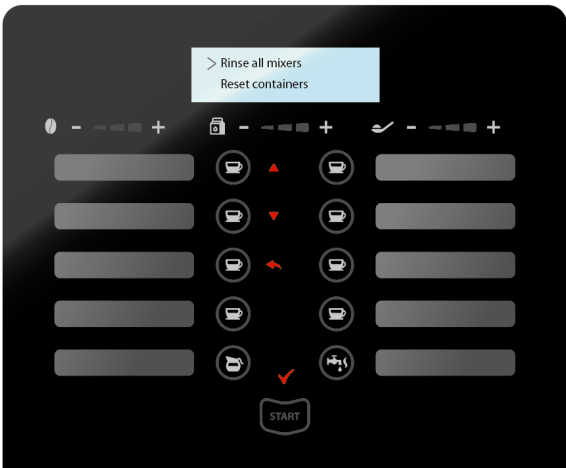 > Rinse all mixers
Reset containers
- +
- +
- +
START